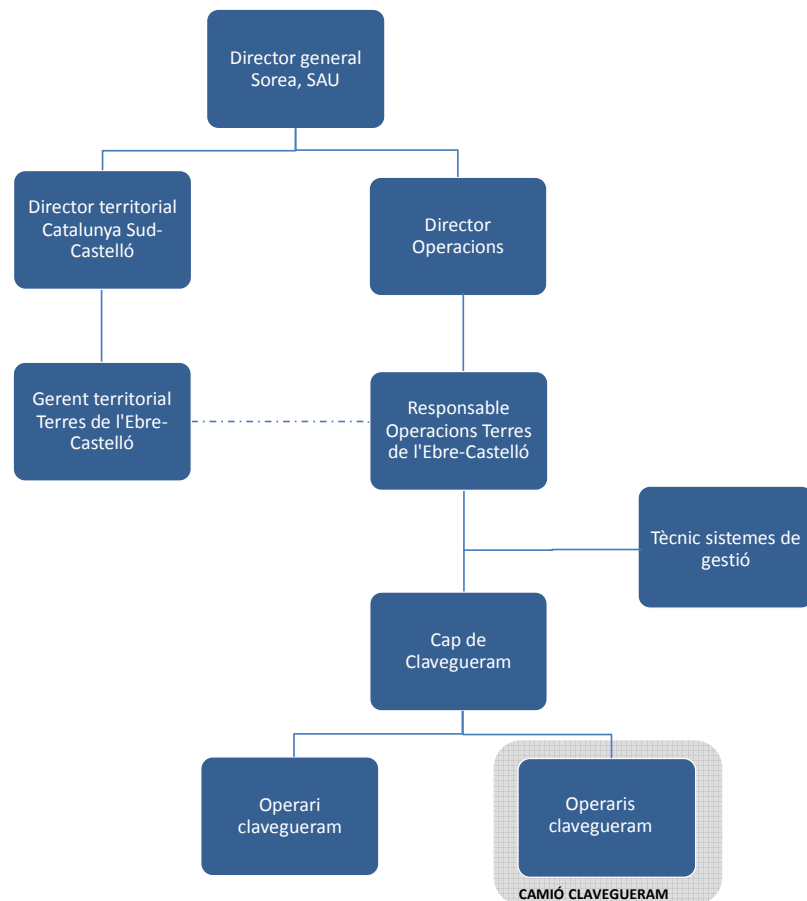 Director general
Sorea, SAU
Director territorial
Catalunya Sud-
Castelló
Director
Operacions
Gerent territorial
Terres de l'Ebre-
Castelló
Responsable
Operacions Terres
de l'Ebre-Castelló
Tècnic sistemes de
gestió
Cap de
Clavegueram
Operari
clavegueram
Operaris
clavegueram
CAMIÓ CLAVEGUERAM